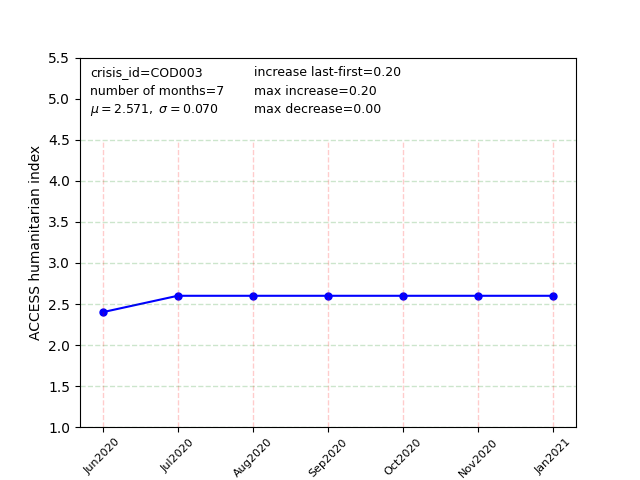 crisis_id=COD003
number of months=7
μ = 2.571, σ = 0.070
increase last-first=0.20
max increase=0.20
max decrease=0.00
ACCESS humanitarian index
5.5
5.0
4.5
4.0
3.5
3.0
2.5
2.0
1.5
1.0
Jun2020
Jul2020
Aug2020
Sep2020
Oct2020
Nov2020
Jan2021